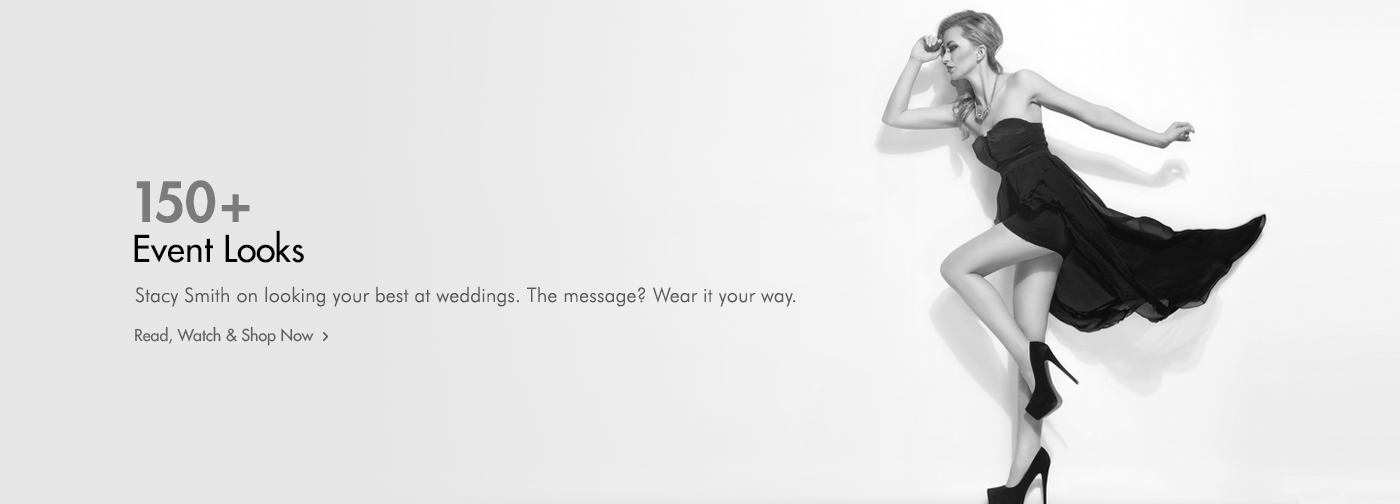 150+
Event Looks
Stacy Smith on looking your best at weddings. The message? Wear it your way.
Read, Watch & Shop Now >